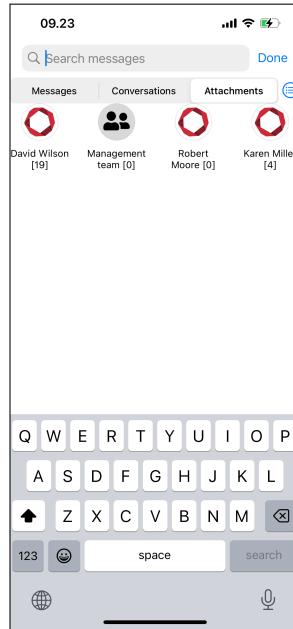 09.23
Search messages
Done
Messages
Conversations
Attachments
David Wilson
[19]
Management
team [0]
Robert
Moore [0]
Karen Mille
[4]
Q W E R T Y U I O P
A S D F G H J K L
Z X C V B N M
123
space
search